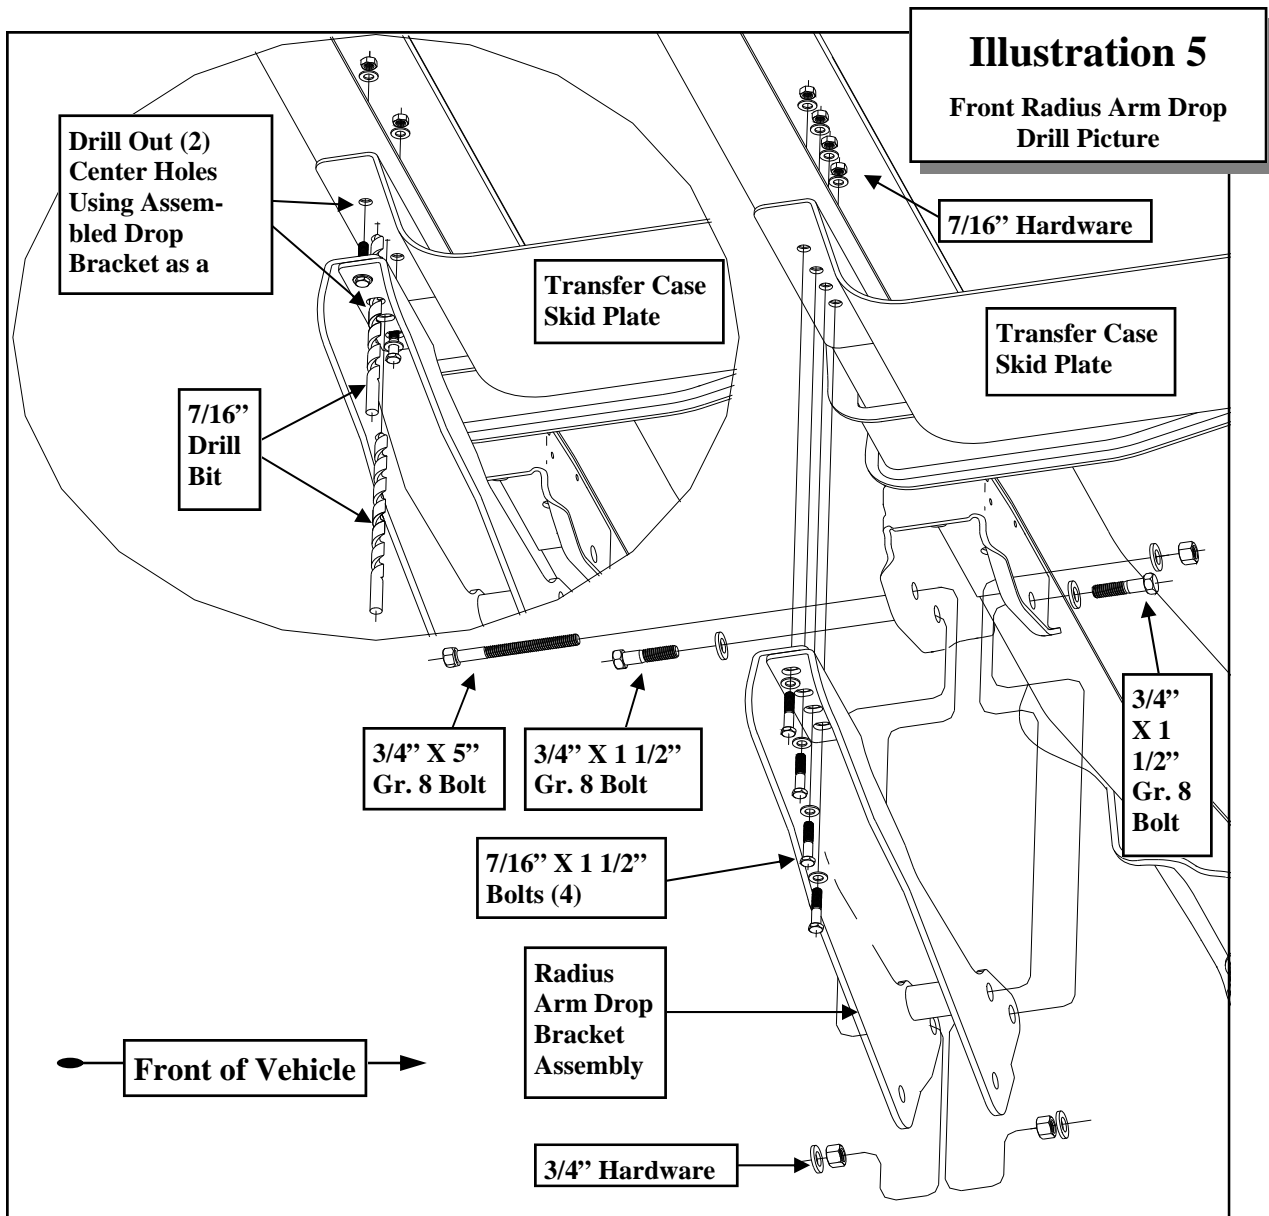 Illustration 5
Front Radius Arm Drop
Drill Picture
Drill Out (2)
Center Holes
Using Assem-
bled Drop
Bracket as a
7/16” Hardware
Transfer Case
Skid Plate
Transfer Case
Skid Plate
7/16”
Drill
Bit
3/4” X 5”
Gr. 8 Bolt
3/4” X 1 1/2”
Gr. 8 Bolt
3/4”
X 1
1/2”
Gr. 8
Bolt
7/16” X 1 1/2”
Bolts (4)
Radius
Arm Drop
Bracket
Assembly
Front of Vehicle
3/4” Hardware